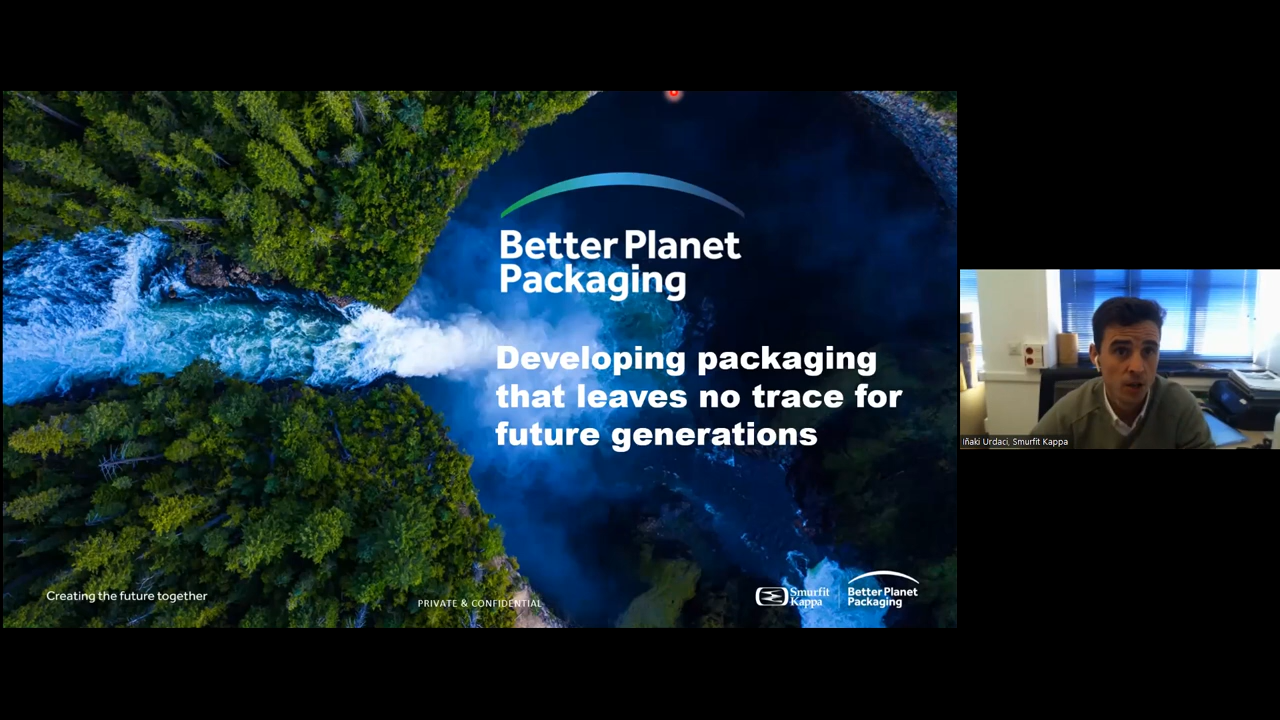 Better Planet
Packaging
Developing packaging
that leaves no trace for
future generations
Creating the future together
PRIVATE & CONFIDENTIAL
Smurfit
Kappa
Better Planet
Packaging
Iñaki Urdaci, Smurfit Kappa